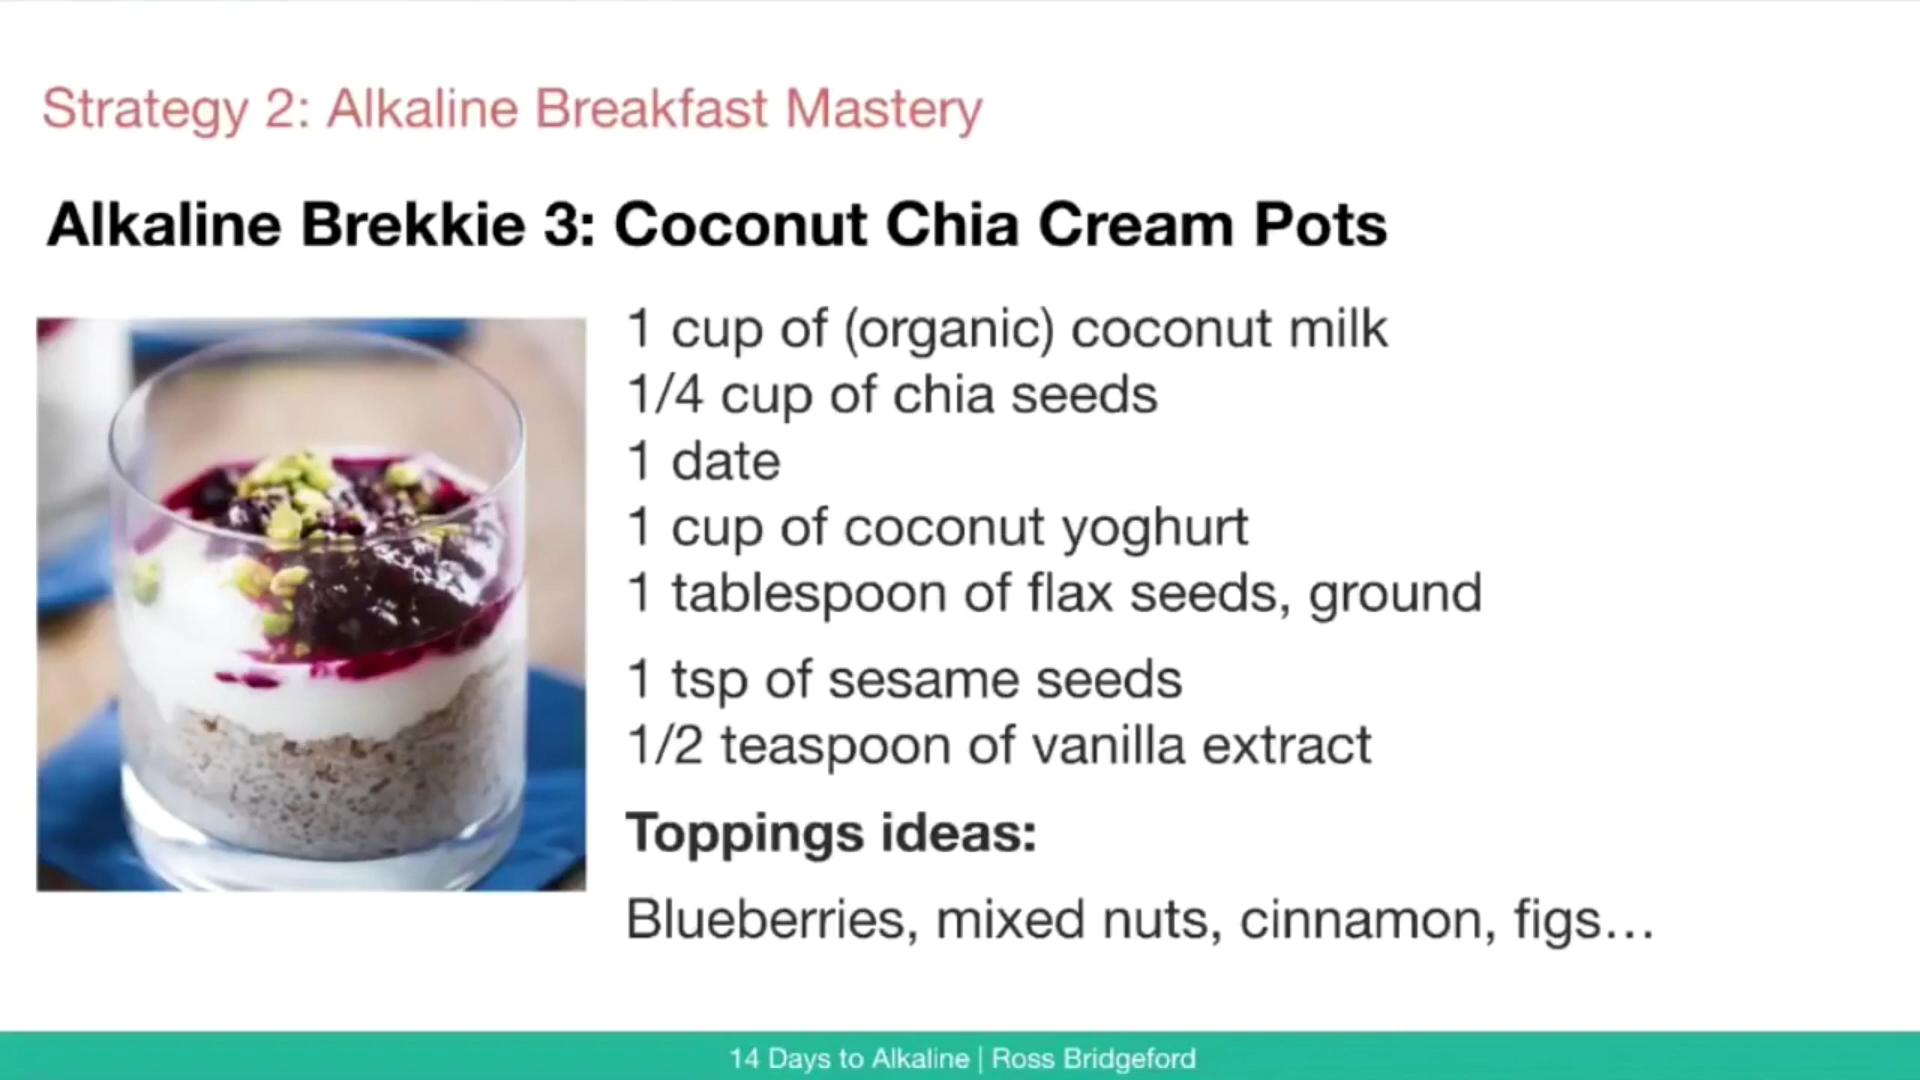 Strategy 2: Alkaline Breakfast Mastery
Alkaline Brekkie 3: Coconut Chia Cream Pots
1 cup of (organic) coconut milk
1/4 cup of chia seeds
1 date
1 cup of coconut yoghurt
1 tablespoon of flax seeds, ground
1 tsp of sesame seeds
1/2 teaspoon of vanilla extract
Toppings ideas:
Blueberries, mixed nuts, cinnamon, figs…
14 Days to Alkaline | Ross Bridgeford